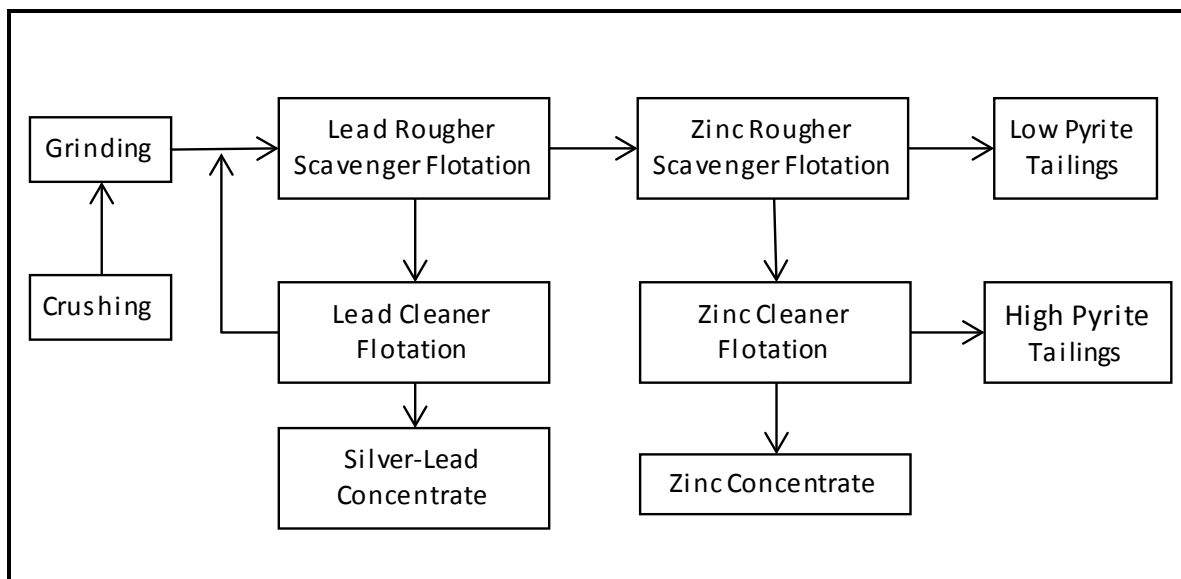 Grinding
Lead Rougher
Scavenger Flotation
Zinc Rougher
Scavenger Flotation
Low Pyrite
Tailings
Crushing
Lead Cleaner
Flotation
Zinc Cleaner
Flotation
High Pyrite
Tailings
Silver-Lead
Concentrate
Zinc Concentrate